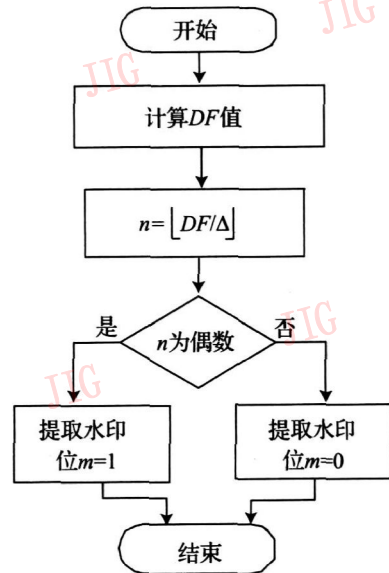 JIG
开始
JIG
计算DF值
n=⌊DF/Δ⌋
是
n为偶数
否
JIG
JIG
提取水印
位m=1
提取水印
位m=0
结束